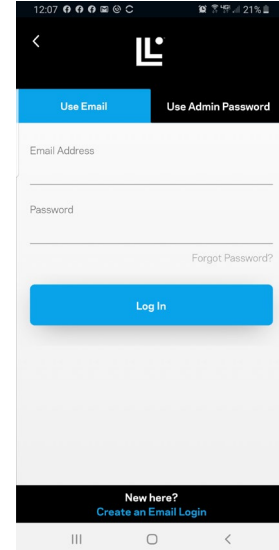 12:07
21%
Use Email
Use Admin Password
Email Address
Password
Forgot Password?
Log In
New here?
Create an Email Login